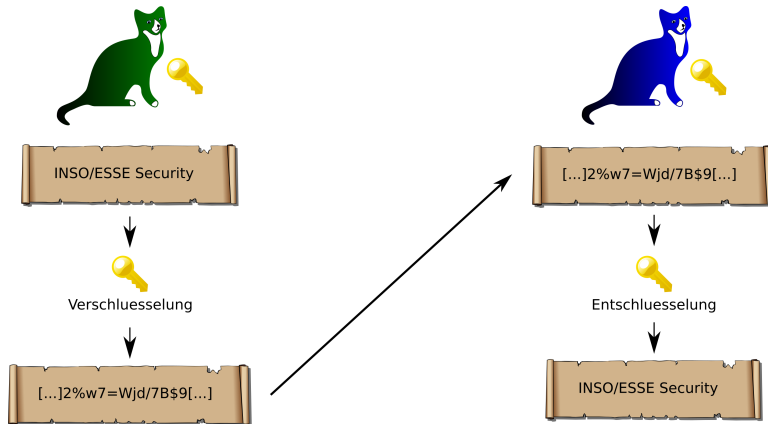 INSO/ESSE Security
Verschluesselung
[...]2%w7=Wjd/7B$9[...]
[...]2%w7=Wjd/7B$9[...]
Entschluesselung
INSO/ESSE Security